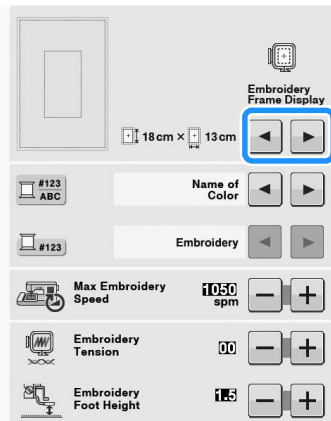 Embroidery
Frame Display
18cm × 13cm
#123
ABC
Name of
Color
#123
Embroidery
Max Embroidery
Speed
1050
spm
Embroidery
Tension
00
Embroidery
Foot Height
1.5